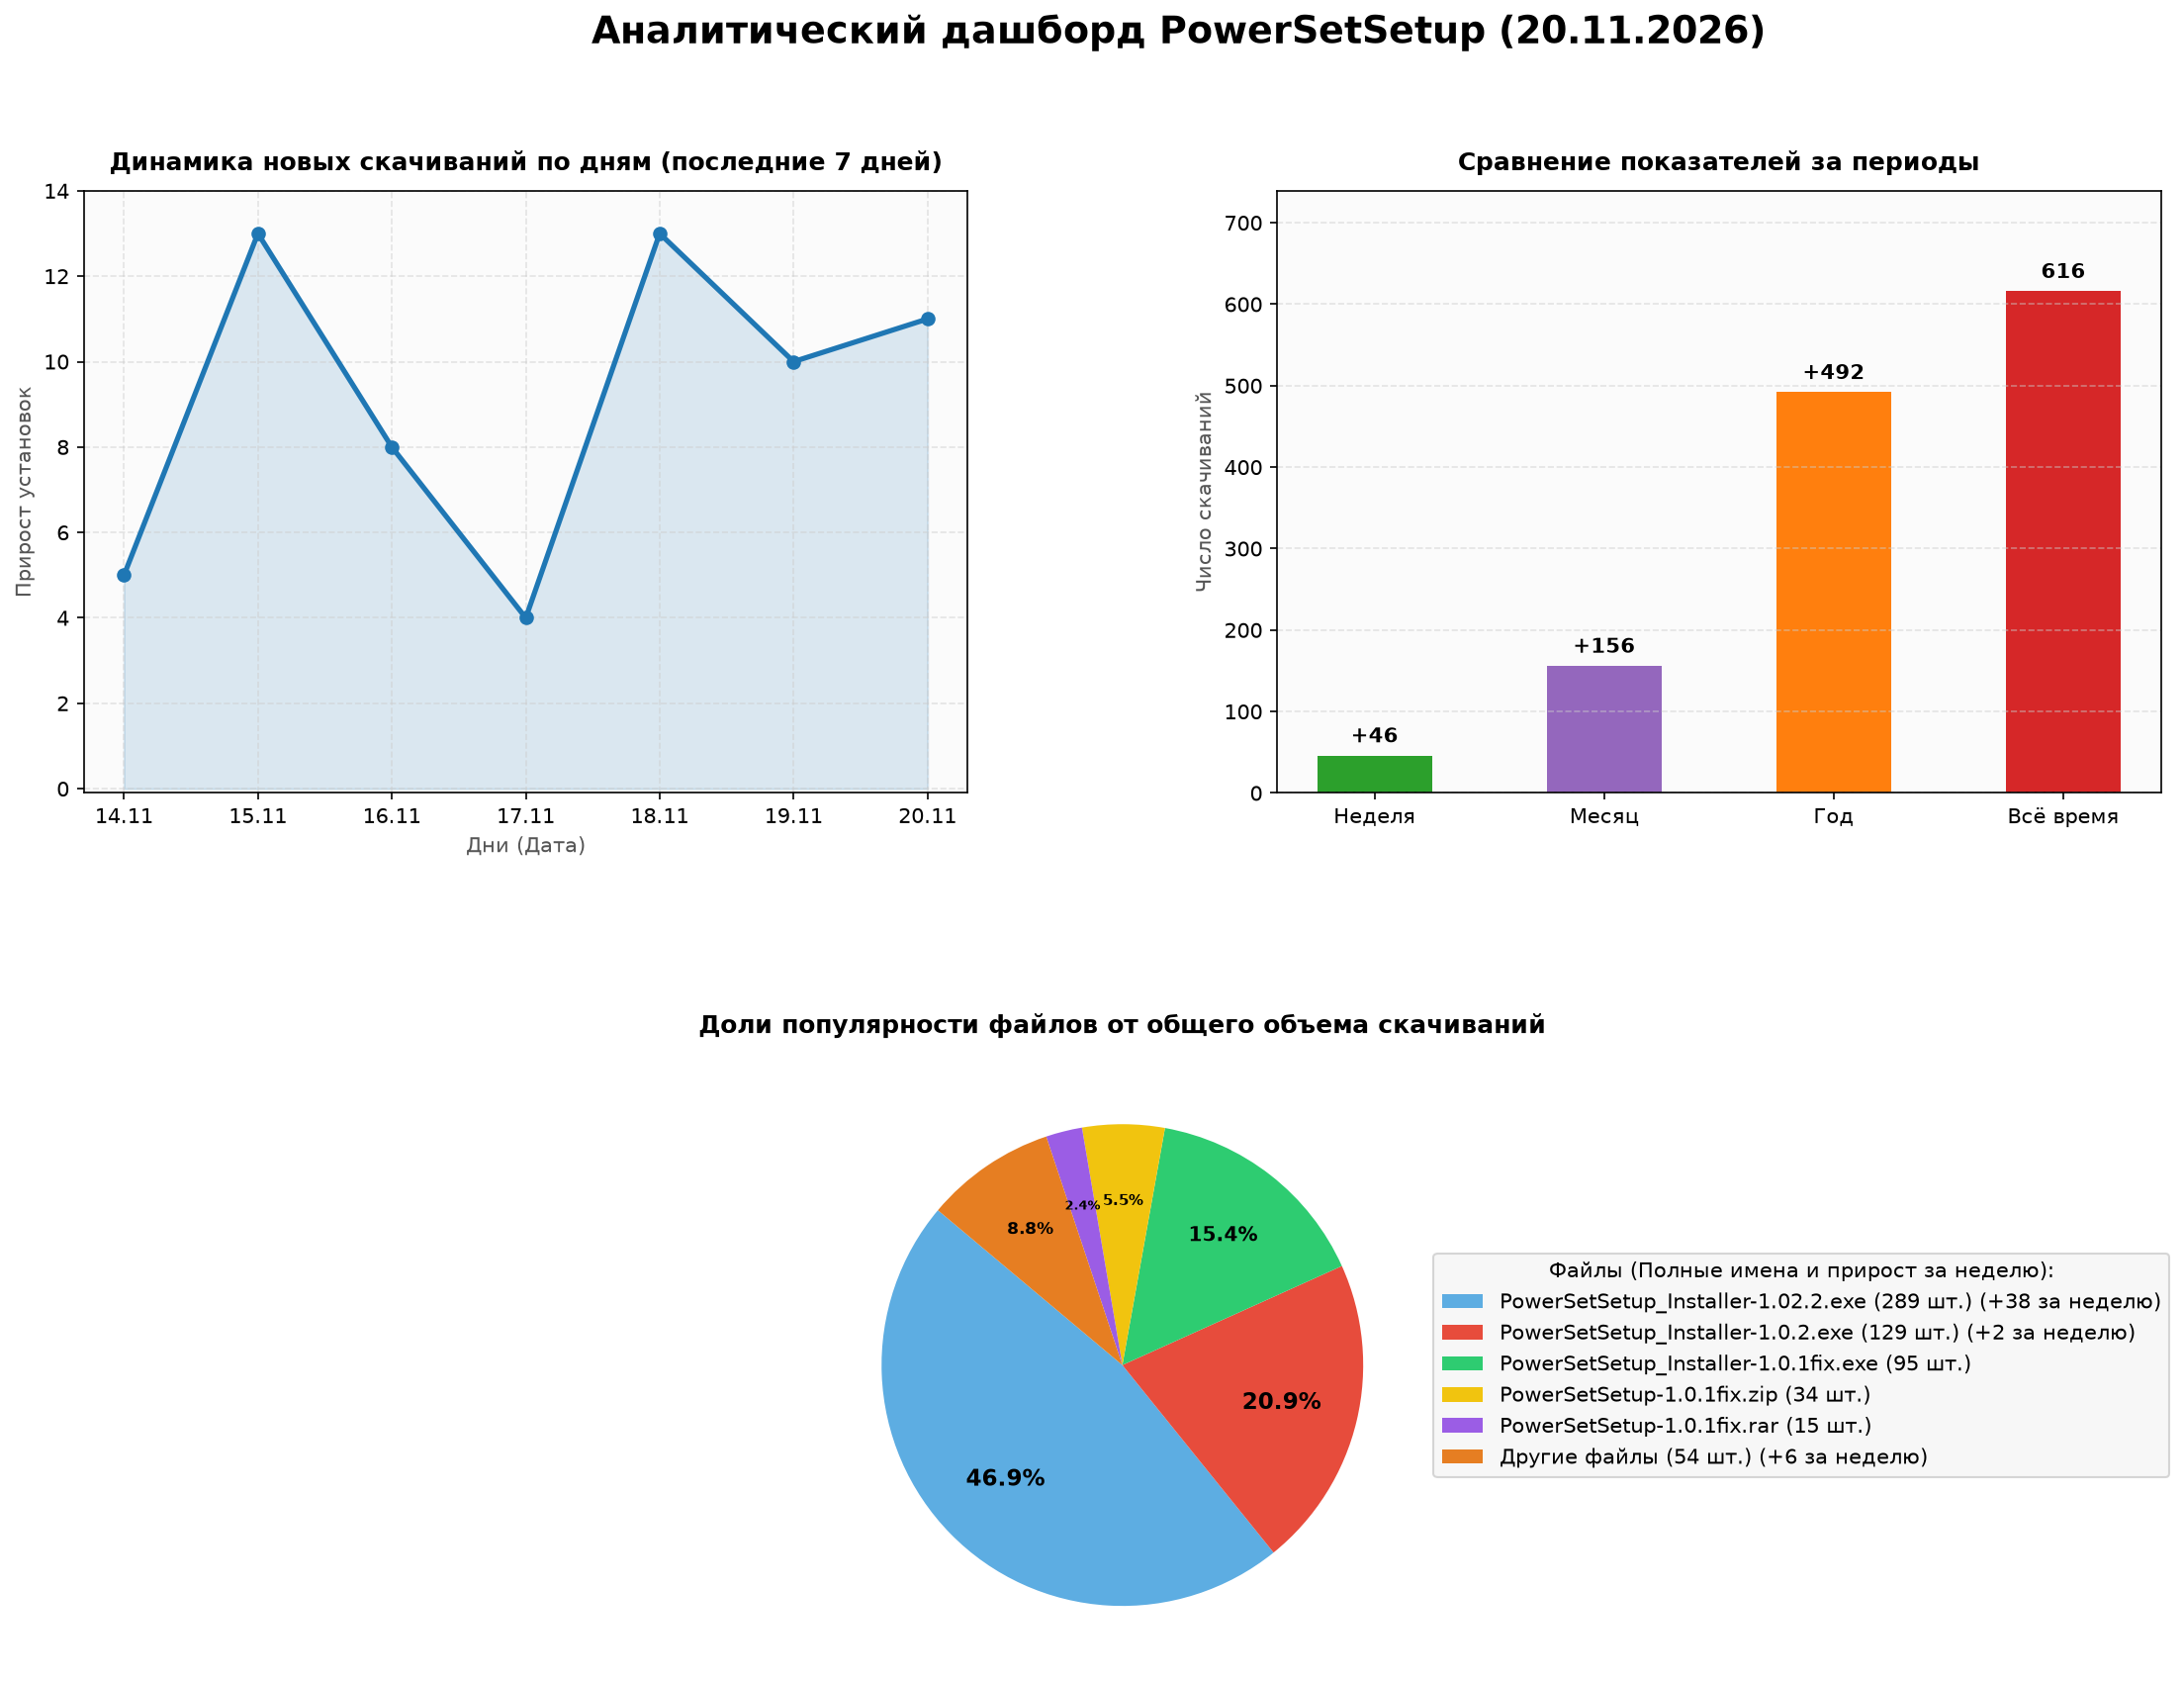 Аналитический дашборд PowerSetSetup (20.11.2026)
Динамика новых скачиваний по дням (последние 7 дней)
Прирост установок
14
12
10
8
6
4
2
0
14.11 15.11 16.11 17.11 18.11 19.11 20.11
Дни (Дата)
Сравнение показателей за периоды
Число скачиваний
700
600
500
400
300
200
100
0
+46
+156
+492
616
Неделя Месяц Год Всё время
Доли популярности файлов от общего объема скачиваний
46.9%
20.9%
15.4%
5.5%
2.4%
8.8%
Файлы (Полные имена и прирост за неделю):
PowerSetSetup_Installer-1.02.2.exe (289 шт.) (+38 за неделю)
PowerSetSetup_Installer-1.0.2.exe (129 шт.) (+2 за неделю)
PowerSetSetup_Installer-1.0.1fix.exe (95 шт.)
PowerSetSetup-1.0.1fix.zip (34 шт.)
PowerSetSetup-1.0.1fix.rar (15 шт.)
Другие файлы (54 шт.) (+6 за неделю)